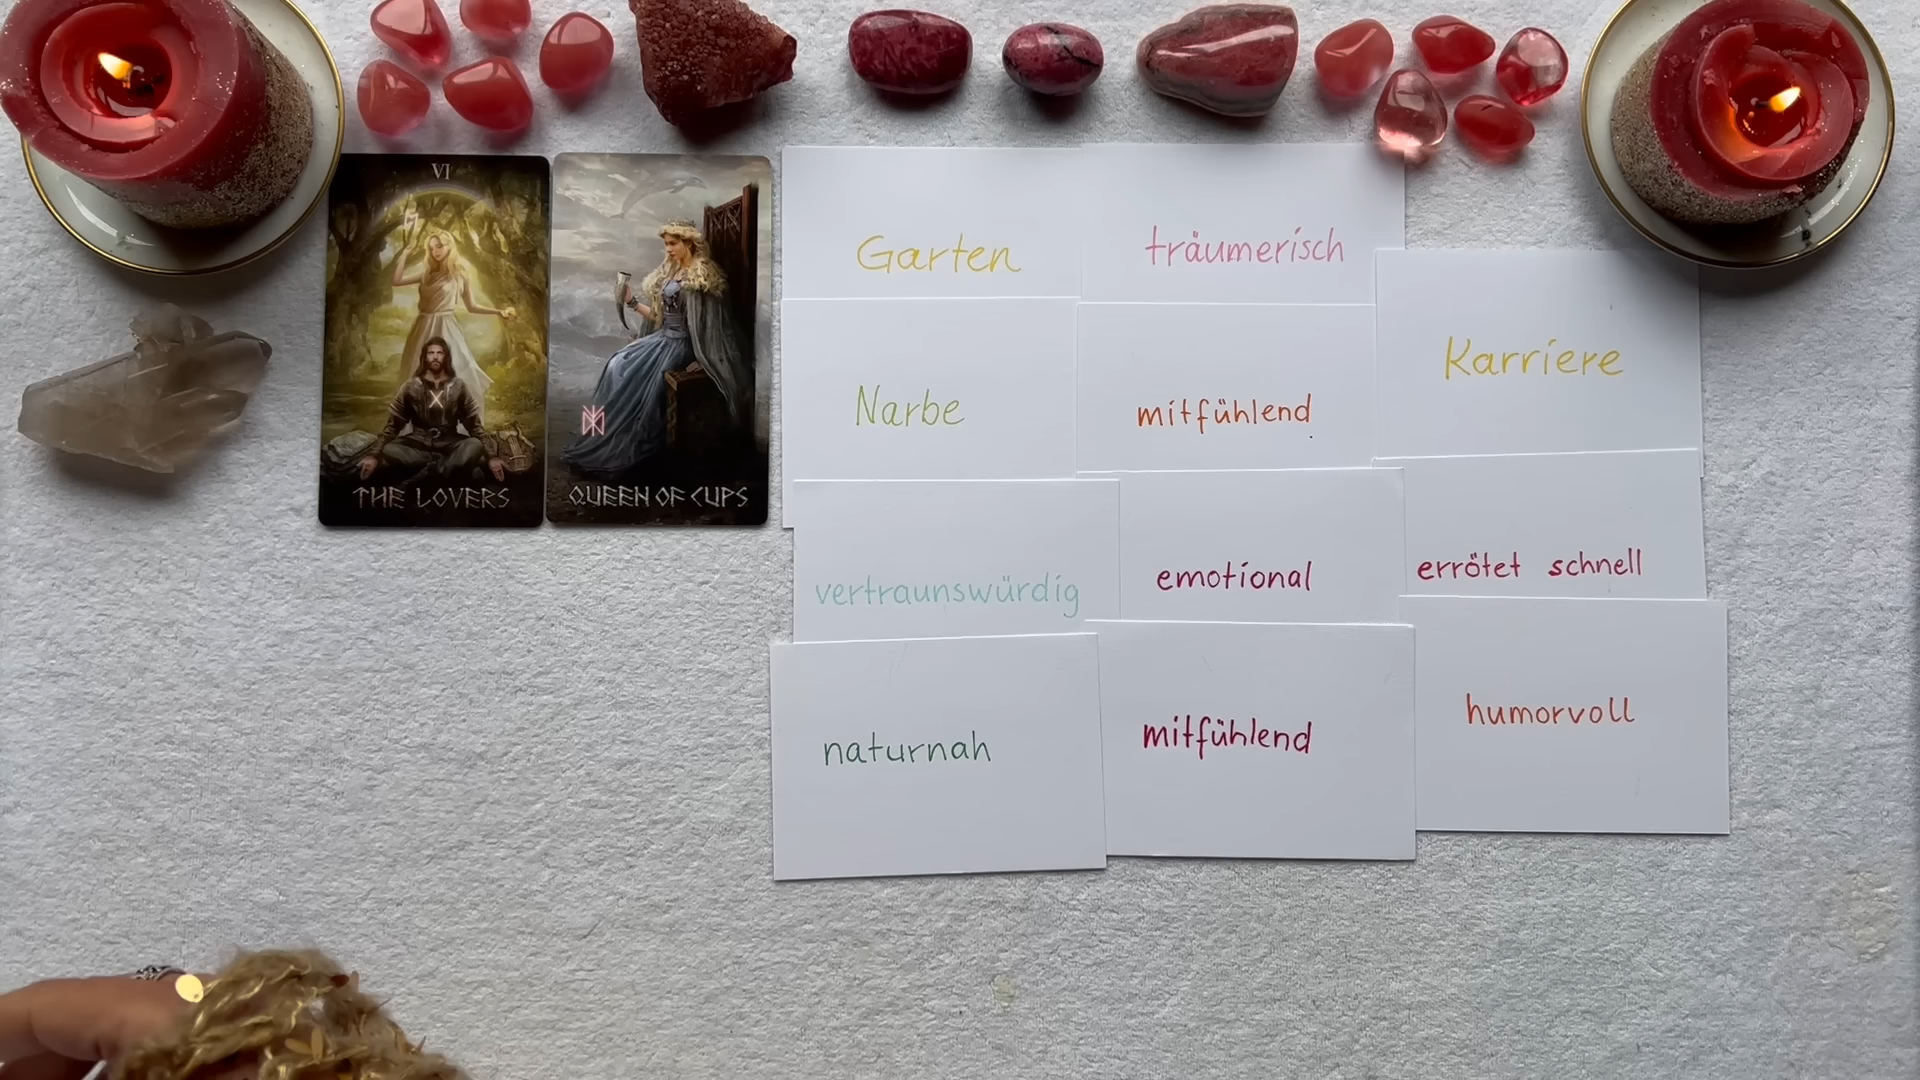 VI
THE LOVERS
QUEEN OF CUPS
Garten
träumerisch
Karriere
Narbe
mitfühlend
vertraunswürdig
emotional
errötet schnell
naturnah
mitfühlend
humorvoll